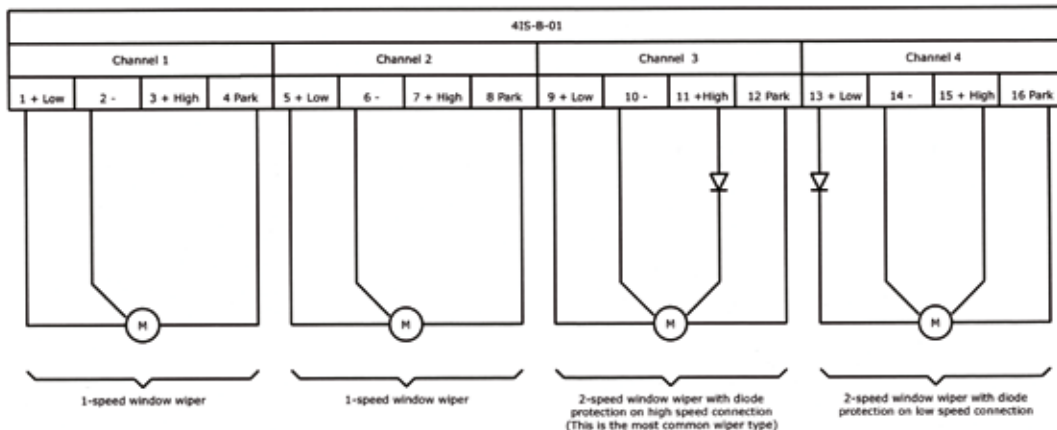 4IS-8-01
Channel 1
Channel 2
Channel 3
Channel 4
1 + Low
2 -
3 + High
4 Park
5 + Low
6 -
7 + High
8 Park
9 + Low
10 -
11 +High
12 Park
13 + Low
14 -
15 + High
16 Park
M
M
M
M
1-speed window wiper
1-speed window wiper
2-speed window wiper with diode
protection on high speed connection
(This is the most common wiper type)
2-speed window wiper with diode
protection on low speed connection